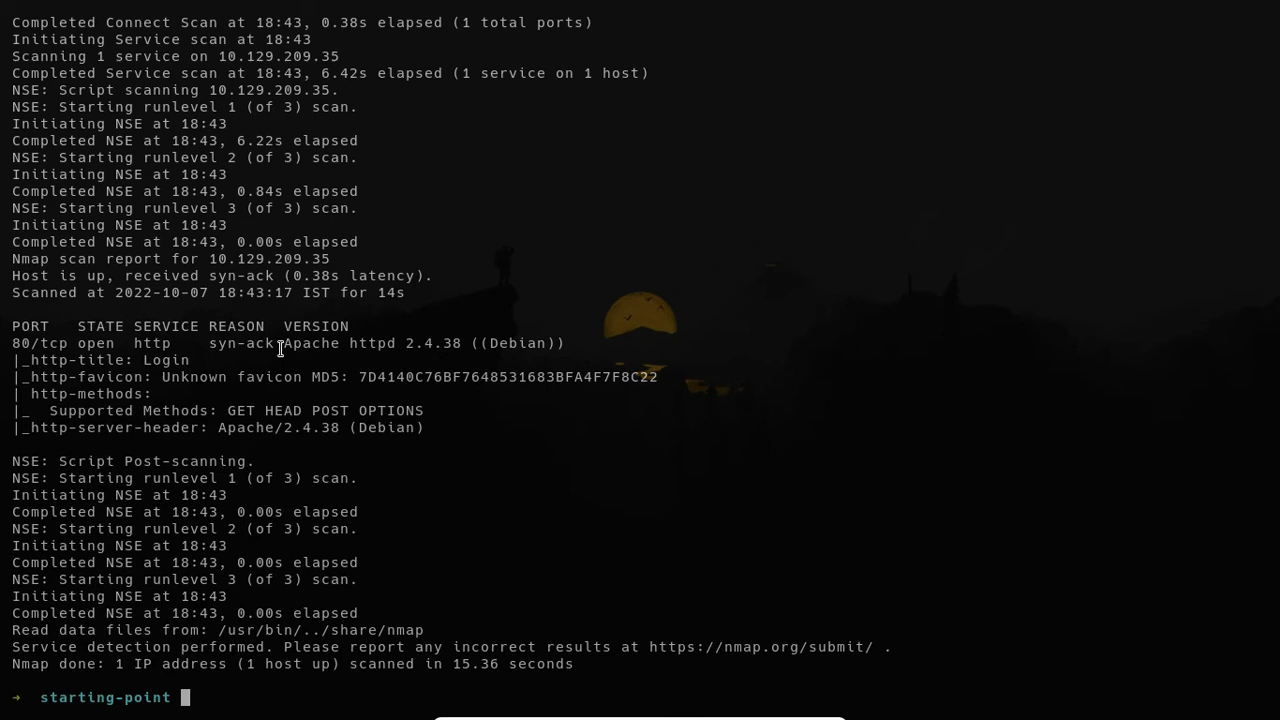 Completed Connect Scan at 18:43, 0.38s elapsed (1 total ports)
Initiating Service scan at 18:43
Scanning 1 service on 10.129.209.35
Completed Service scan at 18:43, 6.42s elapsed (1 service on 1 host)
NSE: Script scanning 10.129.209.35.
NSE: Starting runlevel 1 (of 3) scan.
Initiating NSE at 18:43
Completed NSE at 18:43, 6.22s elapsed
NSE: Starting runlevel 2 (of 3) scan.
Initiating NSE at 18:43
Completed NSE at 18:43, 0.84s elapsed
NSE: Starting runlevel 3 (of 3) scan.
Initiating NSE at 18:43
Completed NSE at 18:43, 0.00s elapsed
Nmap scan report for 10.129.209.35
Host is up, received syn-ack (0.38s latency).
Scanned at 2022-10-07 18:43:17 IST for 14s

PORT   STATE SERVICE REASON  VERSION
80/tcp open  http    syn-ack Apache httpd 2.4.38 ((Debian))
|_http-title: Login
|_http-favicon: Unknown favicon MD5: 7D4140C76BF7648531683BFA4F7F8C22
| http-methods:
|_  Supported Methods: GET HEAD POST OPTIONS
|_http-server-header: Apache/2.4.38 (Debian)

NSE: Script Post-scanning.
NSE: Starting runlevel 1 (of 3) scan.
Initiating NSE at 18:43
Completed NSE at 18:43, 0.00s elapsed
NSE: Starting runlevel 2 (of 3) scan.
Initiating NSE at 18:43
Completed NSE at 18:43, 0.00s elapsed
NSE: Starting runlevel 3 (of 3) scan.
Initiating NSE at 18:43
Completed NSE at 18:43, 0.00s elapsed
Read data files from: /usr/bin/../share/nmap
Service detection performed. Please report any incorrect results at https://nmap.org/submit/ .
Nmap done: 1 IP address (1 host up) scanned in 15.36 seconds

→  starting-point